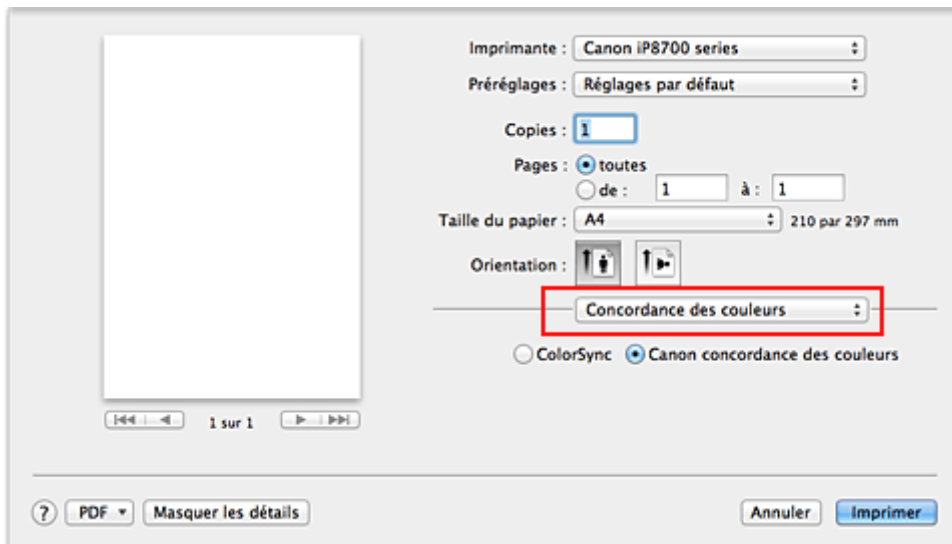 Imprimante : Canon iP8700 series
Préréglages : Réglages par défaut
Copies : 1
Pages : toutes
de : 1 à : 1
Taille du papier : A4 210 par 297 mm
Orientation :
Concordance des couleurs
ColorSync Canon concordance des couleurs
1 sur 1
? PDF Masquer les détails Annuler Imprimer